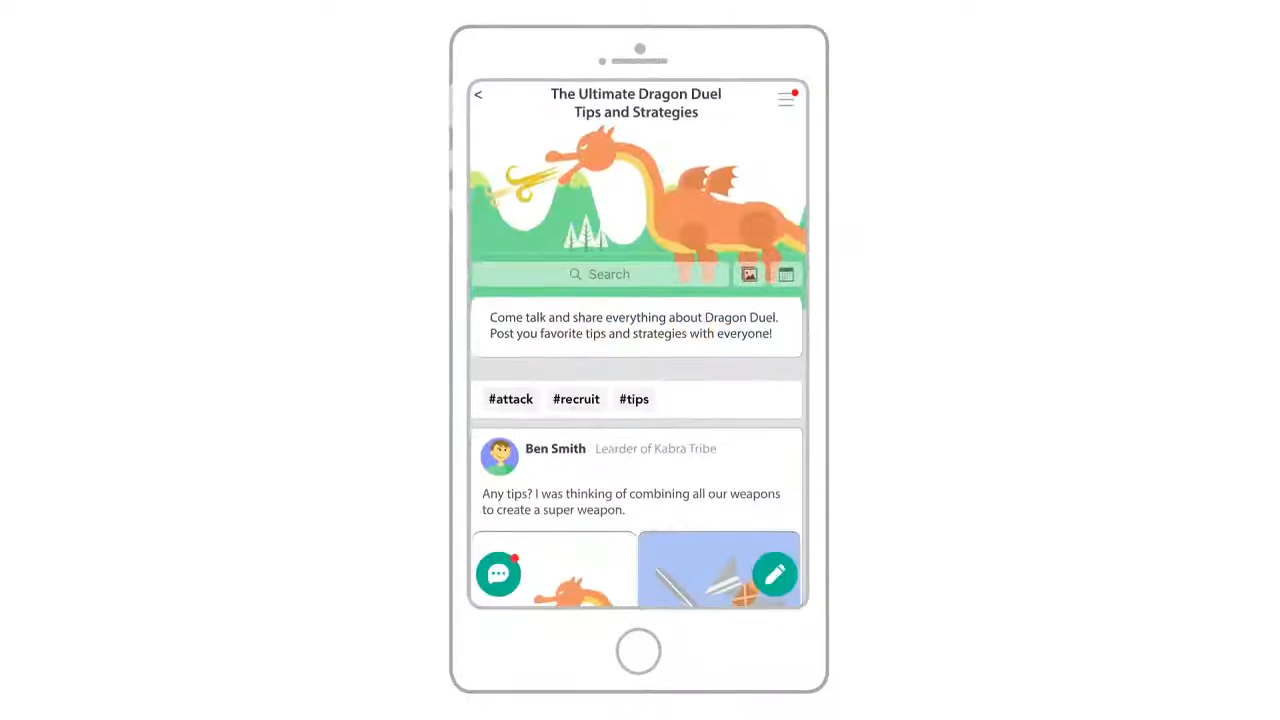 The Ultimate Dragon Duel
Tips and Strategies
Search
Come talk and share everything about Dragon Duel.
Post you favorite tips and strategies with everyone!
#attack #recruit #tips
Ben Smith Learder of Kabra Tribe
Any tips? I was thinking of combining all our weapons
to create a super weapon.